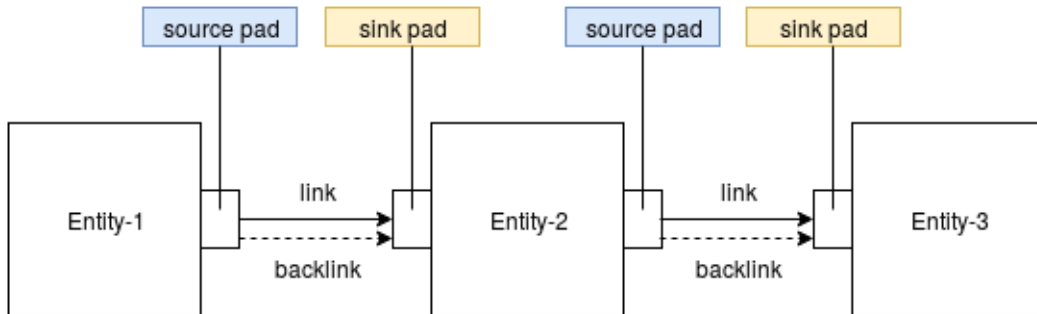 source pad
sink pad
source pad
sink pad
link
link
Entity-1
Entity-2
Entity-3
backlink
backlink